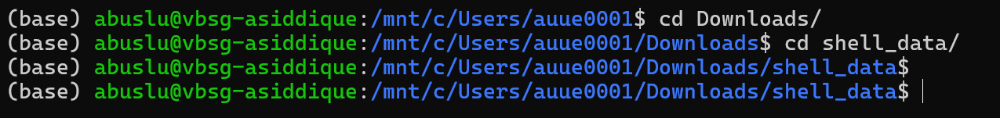 (base) abuslu@vbsg-asiddique:/mnt/c/Users/auue0001$ cd Downloads/
(base) abuslu@vbsg-asiddique:/mnt/c/Users/auue0001/Downloads$ cd shell_data/
(base) abuslu@vbsg-asiddique:/mnt/c/Users/auue0001/Downloads/shell_data$
(base) abuslu@vbsg-asiddique:/mnt/c/Users/auue0001/Downloads/shell_data$